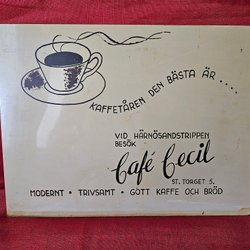 KAFFETÅREN DEN BÄSTA ÄR.....
VID HÄRNÖSANDSTRIPPEN
BESÖK
Café Cecil
ST. TORGET 5.
MODERNT • TRIVSAMT • GOTT KAFFE OCH BRÖD